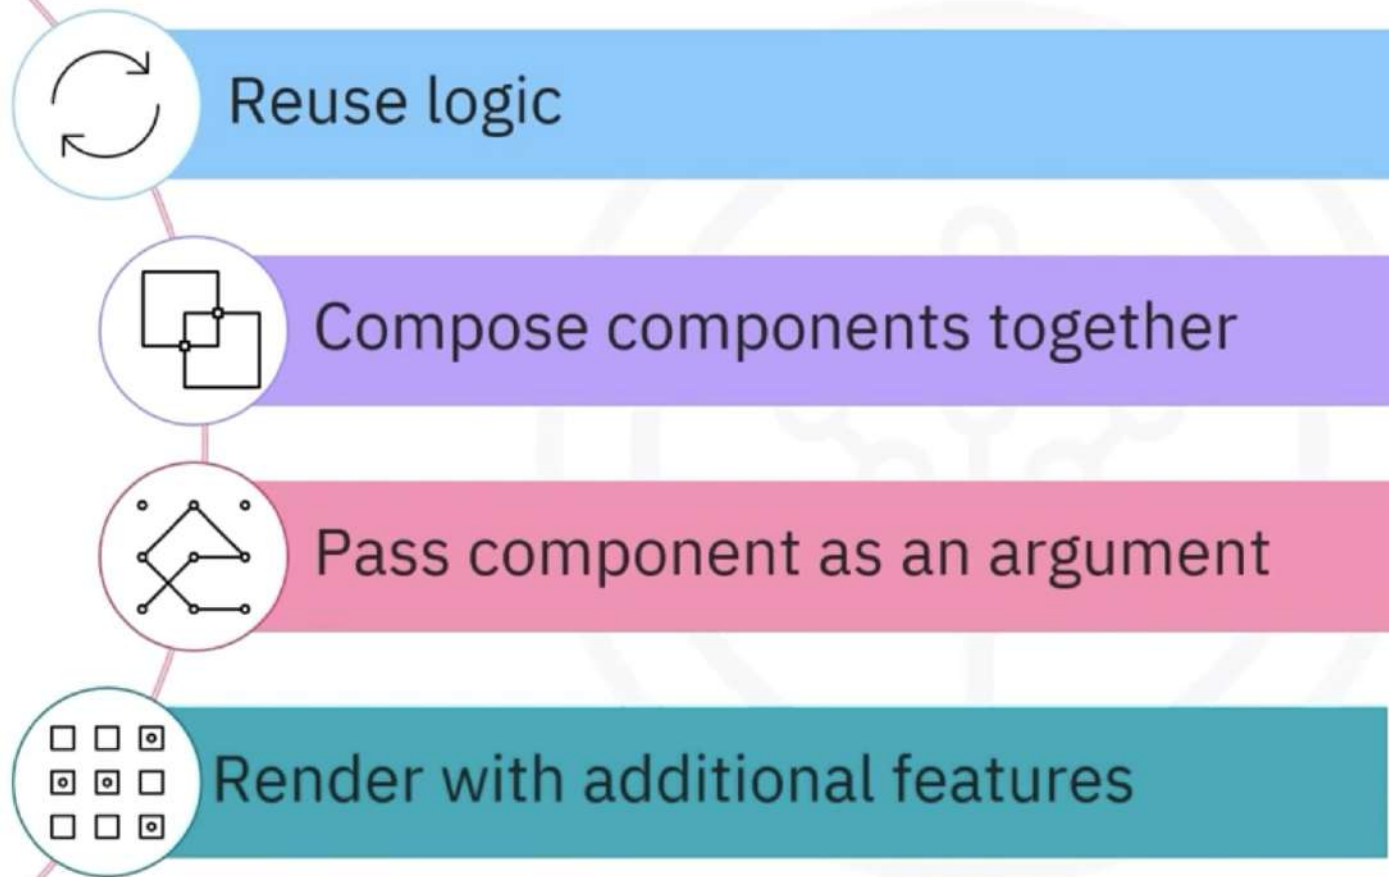 Reuse logic
Compose components together
Pass component as an argument
Render with additional features